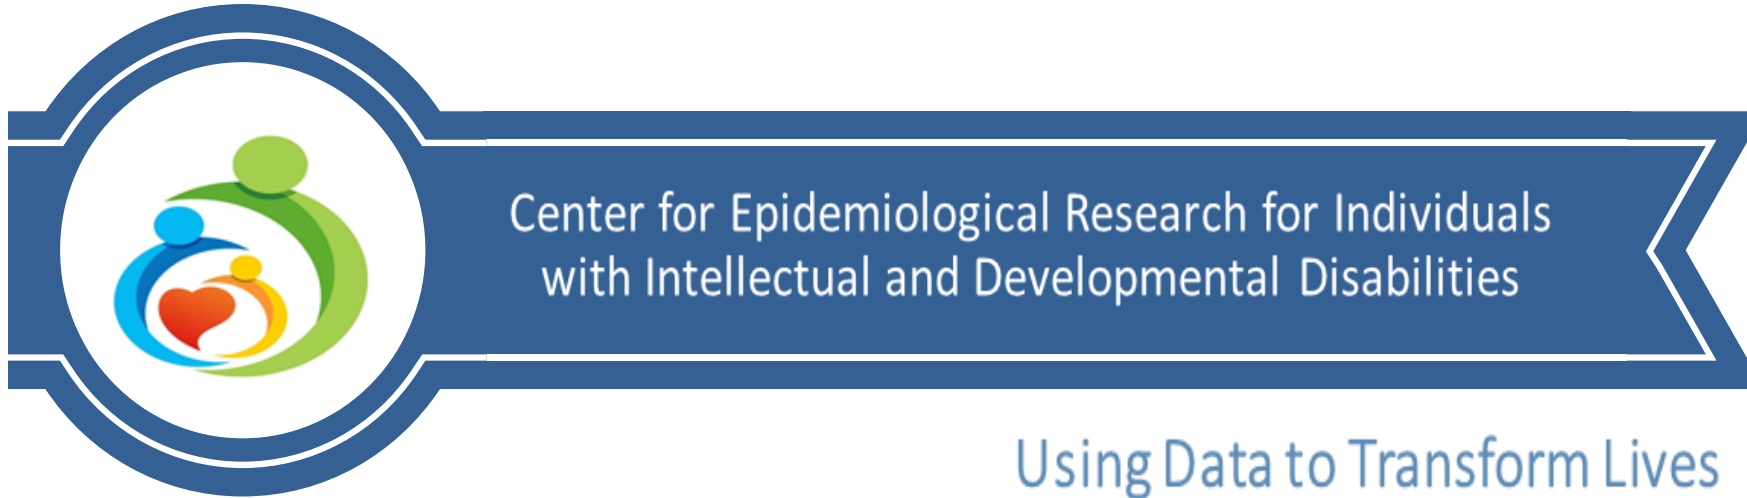 Center for Epidemiological Research for Individuals
with Intellectual and Developmental Disabilities
Using Data to Transform Lives